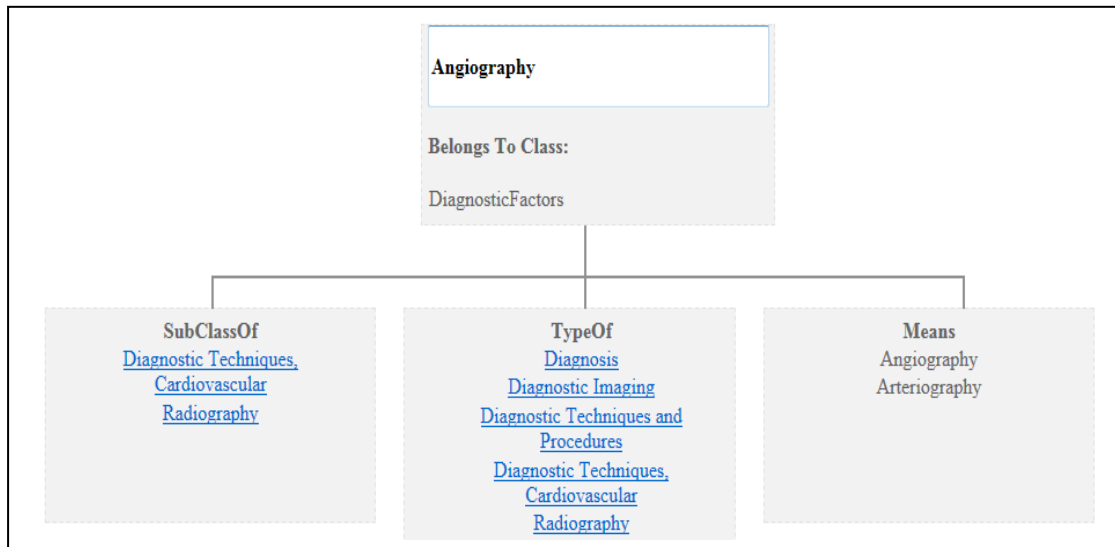 Angiography
Belongs To Class:
DiagnosticFactors
SubClassOf
Diagnostic Techniques,
Cardiovascular
Radiography
TypeOf
Diagnosis
Diagnostic Imaging
Diagnostic Techniques and
Procedures
Diagnostic Techniques,
Cardiovascular
Radiography
Means
Angiography
Arteriography